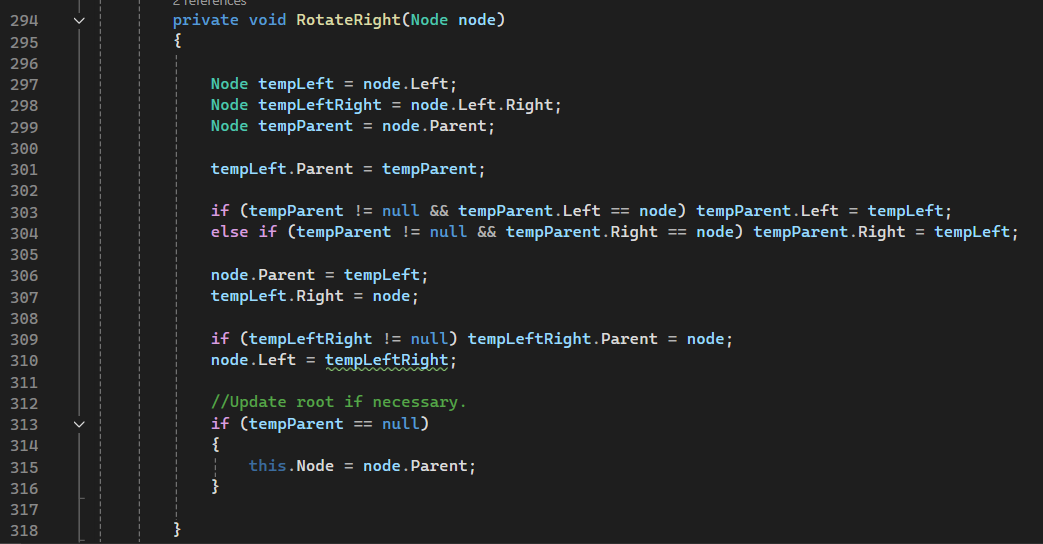 2 references
294 private void RotateRight(Node node)
295 {
296
297 Node tempLeft = node.Left;
298 Node tempLeftRight = node.Left.Right;
299 Node tempParent = node.Parent;
300
301 tempLeft.Parent = tempParent;
302
303 if (tempParent != null && tempParent.Left == node) tempParent.Left = tempLeft;
304 else if (tempParent != null && tempParent.Right == node) tempParent.Right = tempLeft;
305
306 node.Parent = tempLeft;
307 tempLeft.Right = node;
308
309 if (tempLeftRight != null) tempLeftRight.Parent = node;
310 node.Left = tempLeftRight;
311
312 //Update root if necessary.
313 if (tempParent == null)
314 {
315 this.Node = node.Parent;
316 }
317
318 }